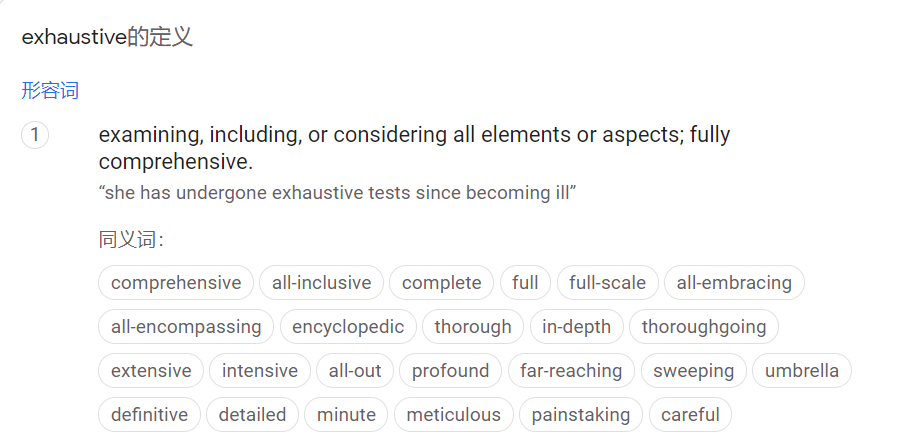 exhaustive的定义
形容词
1 examining, including, or considering all elements or aspects; fully
comprehensive.
“she has undergone exhaustive tests since becoming ill”
同义词：
comprehensive all-inclusive complete full full-scale all-embracing
all-encompassing encyclopedic thorough in-depth thoroughgoing
extensive intensive all-out profound far-reaching sweeping umbrella
definitive detailed minute meticulous painstaking careful